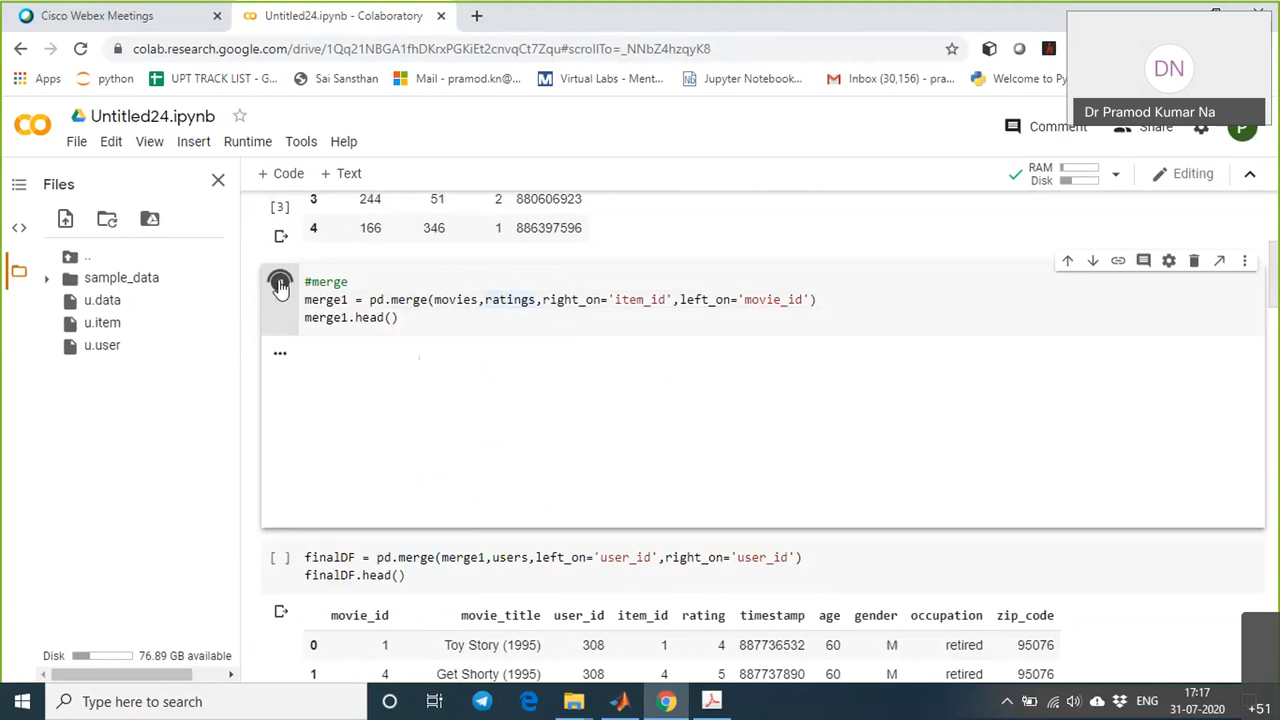 Cisco Webex Meetings
Untitled24.ipynb - Colaboratory
colab.research.google.com/drive/1Qq21NBGA1fhDKrxPGKiEt2cnvqCt7Zqu#scrollTo=_NNbZ4hzqyK8
Apps
python
UPT TRACK LIST - G...
Sai Sansthan
Mail - pramod.kn@...
Virtual Labs - Ment...
Jupyter Notebook...
Inbox (30,156) - pra...
Welcome to Py
DN
Dr Pramod Kumar Na
Untitled24.ipynb
Comment
Share
P
File Edit View Insert Runtime Tools Help
Files
+ Code + Text
RAM
Disk
Editing
..
sample_data
u.data
u.item
u.user
[3]
3 244 51 2 880606923
4 166 346 1 886397596
#merge
merge1 = pd.merge(movies,ratings,right_on='item_id',left_on='movie_id')
merge1.head()
...
[ ] finalDF = pd.merge(merge1,users,left_on='user_id',right_on='user_id')
finalDF.head()
movie_id movie_title user_id item_id rating timestamp age gender occupation zip_code
0 1 Toy Story (1995) 308 1 4 887736532 60 M retired 95076
1 4 Get Shorty (1995) 308 4 5 887737890 60 M retired 95076
Disk 76.89 GB available
Type here to search
ENG
17:17
31-07-2020
+51